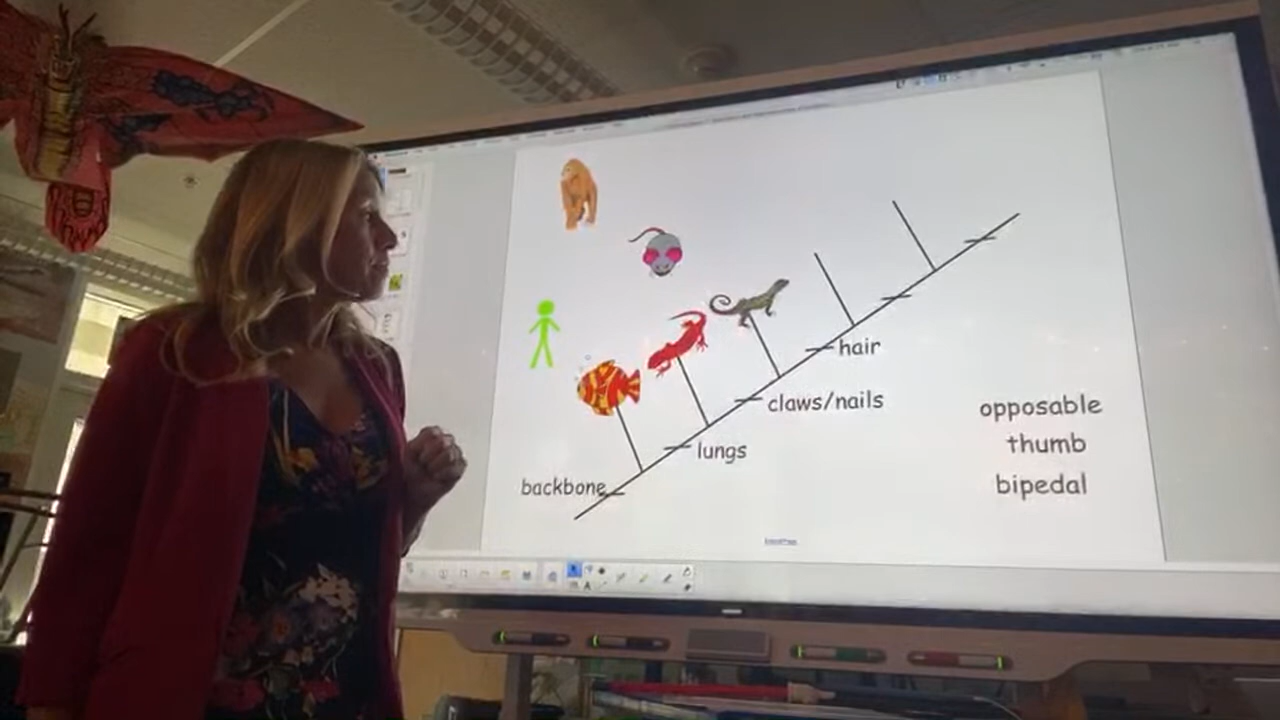 hair
claws/nails
lungs
backbone
opposable
thumb
bipedal